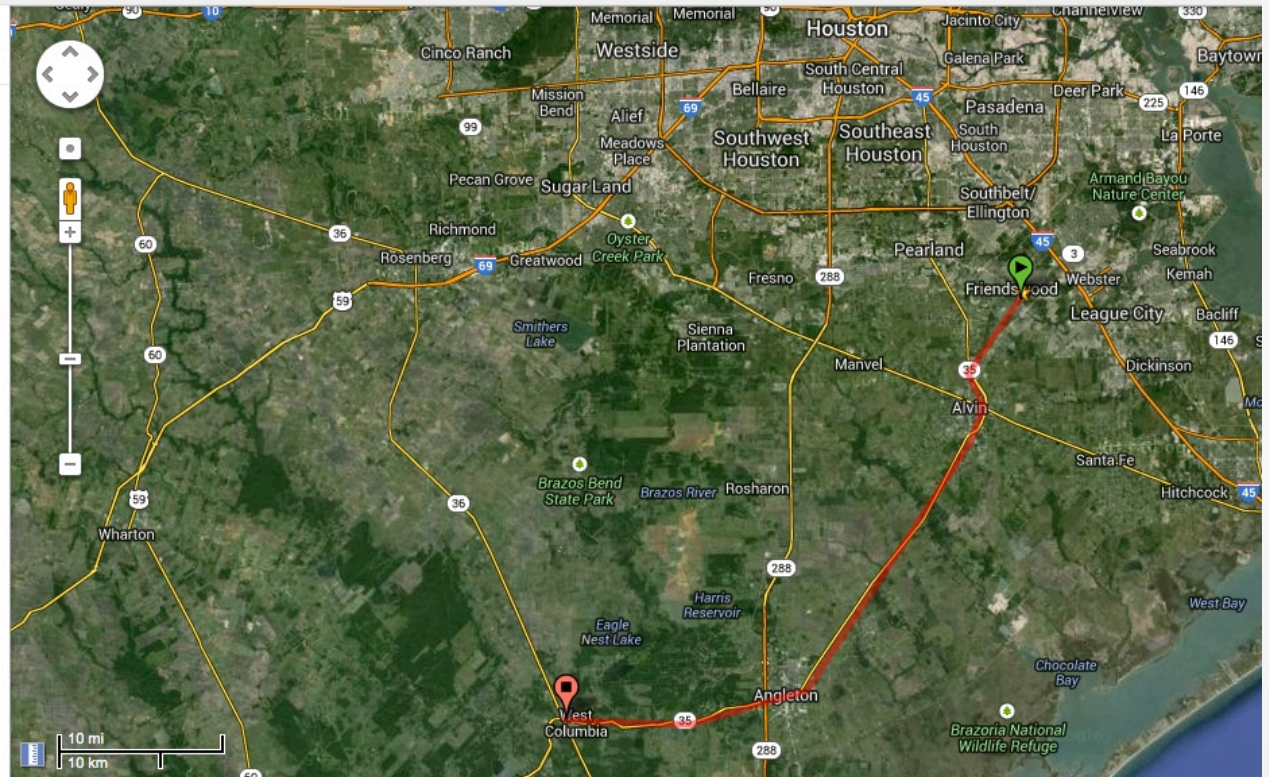 Sealy
90
10
90
Memorial
Memorial
Houston
Jacinto City
Channelview
330
Cinco Ranch
Westside
Galena Park
Baytown
South Central
Houston
Mission
Bend
Bellaire
Deer Park
146
69
45
225
Alief
Pasadena
99
Meadows
Place
Southwest
Houston
Southeast
Houston
South
Houston
La Porte
Pecan Grove
Sugar Land
Southbelt/
Ellington
Armand Bayou
Nature Center
60
36
Richmond
Oyster
Creek Park
Pearland
45
3
Seabrook
Rosenberg
69
Greatwood
Fresno
288
Webster
Kemah
Friendswood
59
League City
Bacliff
Smithers
Lake
Sienna
Plantation
146
60
Manvel
35
Dickinson
Alvin
Santa Fe
Brazos Bend
State Park
Brazos River
Rosharon
Hitchcock
45
59
36
Wharton
288
Harris
Reservoir
West Bay
Eagle
Nest Lake
Chocolate
Bay
Angleton
West
Columbia
35
Brazoria National
Wildlife Refuge
288
10 mi
10 km
60